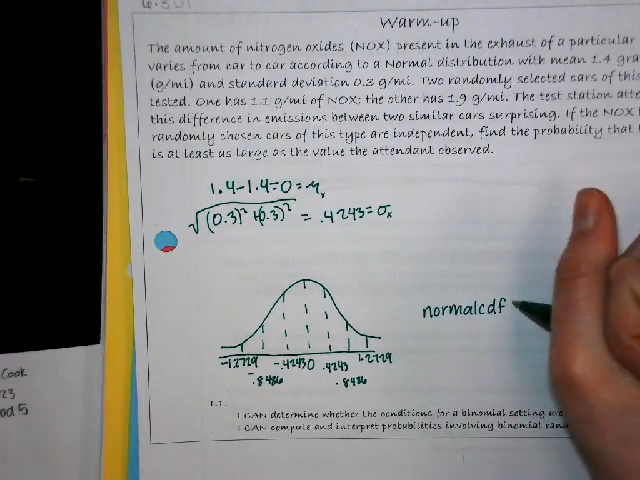 6.3 D1
Warm-up
The amount of nitrogen oxides (NOX) present in the exhaust of a particular
varies from car to car according to a Normal distribution with mean 1.4 gra
(g/mi) and standard deviation 0.3 g/mi. Two randomly selected cars of this
tested. One has 1.1 g/mi of NOX; the other has 1.9 g/mi. The test station atte
this difference in emissions between two similar cars surprising. If the NOX
randomly chosen cars of this type are independent, find the probability that
is at least as large as the value the attendant observed.
1.4-1.4=0=μx
√(0.3)²+(0.3)² = .4243=σx
normalcdf
-1.2729 -.4243 0 .4243 1.2729
-.8486 .8486
L.T.
I CAN determine whether the conditions for a binomial setting are
I CAN compute and interpret probabilities involving binomial rand
Cook
23
od 5